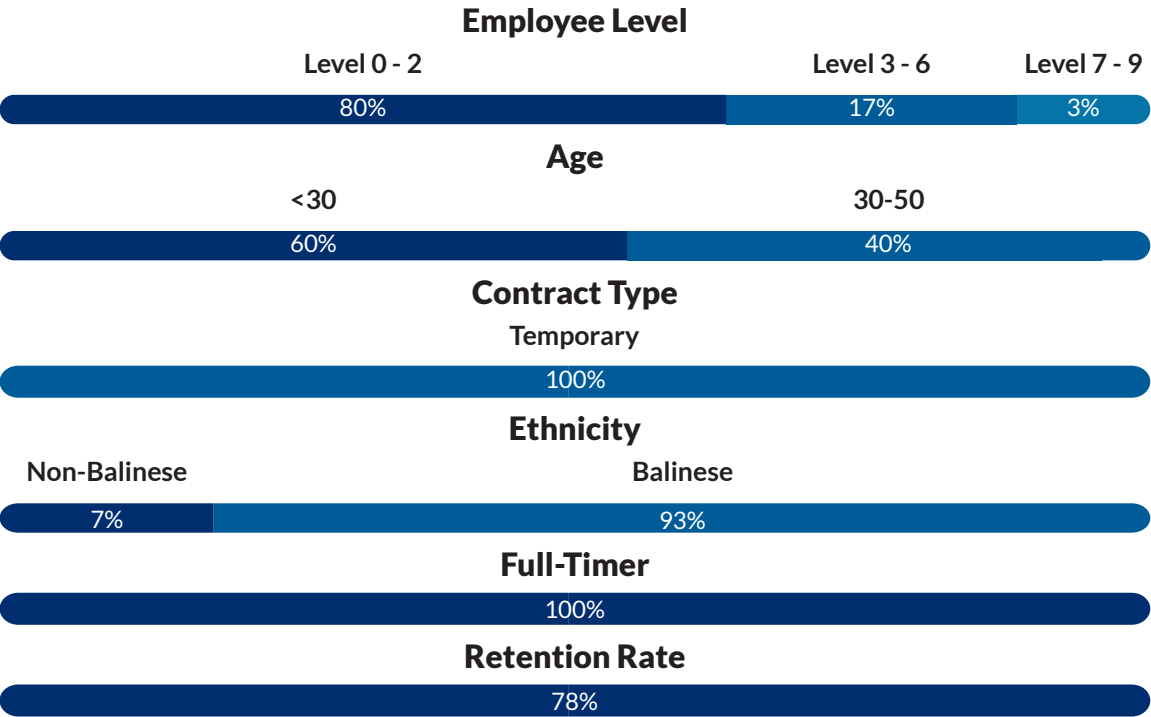 Employee Level
Level 0 - 2 Level 3 - 6 Level 7 - 9
80% 17% 3%
Age
<30 30-50
60% 40%
Contract Type
Temporary
100%
Ethnicity
Non-Balinese Balinese
7% 93%
Full-Timer
100%
Retention Rate
78%